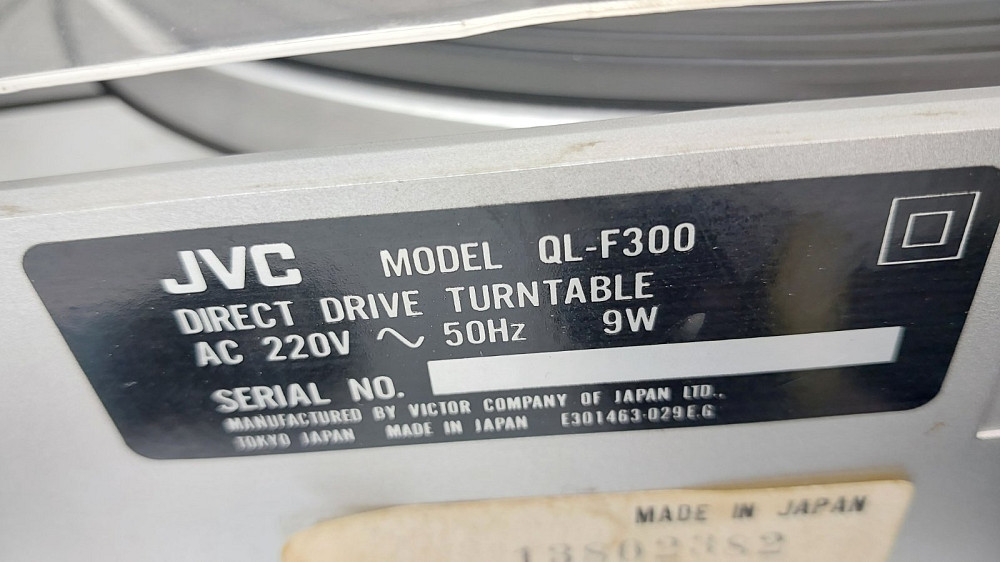 JVC MODEL QL-F300
DIRECT DRIVE TURNTABLE
AC 220V ~ 50Hz 9W
SERIAL NO.
MANUFACTURED BY VICTOR COMPANY OF JAPAN LTD..
TOKYO JAPAN MADE IN JAPAN E301463-029E.G
MADE IN JAPAN
13802382